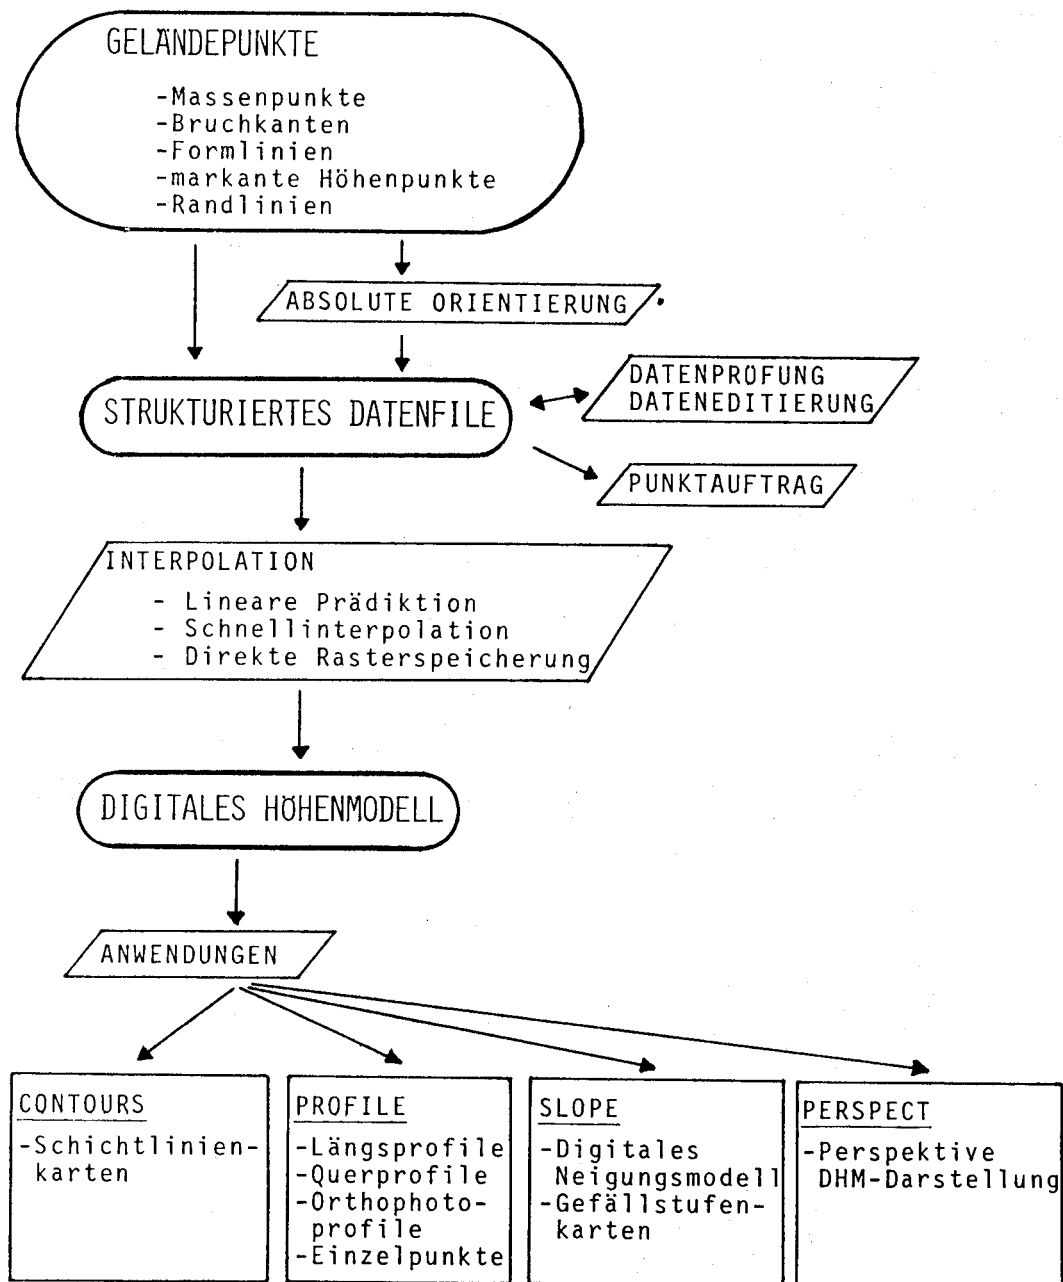 GELÄNDEPUNKTE
-Massenpunkte
-Bruchkanten
-Formlinien
-markante Höhenpunkte
-Randlinien
ABSOLUTE ORIENTIERUNG
STRUKTURIERTES DATENFILE
DATENPRÖFUNG
DATENEDITIERUNG
PUNKTAUFTRAG
INTERPOLATION
- Lineare Prädiktion
- Schnellinterpolation
- Direkte Rasterspeicherung
DIGITALES HÖHENMODELL
ANWENDUNGEN
CONTOURS
-Schichtlinien-
karten
PROFILE
-Längsprofile
-Querprofile
-Orthophoto-
profile
-Einzelpunkte
SLOPE
-Digitales
Neigungsmodell
-Gefällstufen-
karten
PERSPECT
-Perspektive
DHM-Darstellung